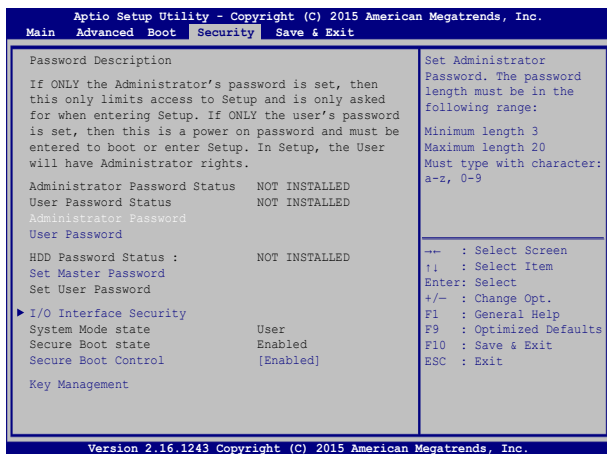 Aptio Setup Utility - Copyright (C) 2015 American Megatrends, Inc.
Main Advanced Boot Security Save & Exit
Password Description
If ONLY the Administrator's password is set, then
this only limits access to Setup and is only asked
for when entering Setup. If ONLY the user's password
is set, then this is a power on password and must be
entered to boot or enter Setup. In Setup, the User
will have Administrator rights.
Administrator Password Status NOT INSTALLED
User Password Status NOT INSTALLED
Administrator Password
User Password
HDD Password Status : NOT INSTALLED
Set Master Password
Set User Password
I/O Interface Security
System Mode state User
Secure Boot state Enabled
Secure Boot Control [Enabled]
Key Management
Set Administrator
Password. The password
length must be in the
following range:
Minimum length 3
Maximum length 20
Must type with character:
a-z, 0-9
→← : Select Screen
↑↓ : Select Item
Enter: Select
+/— : Change Opt.
F1 : General Help
F9 : Optimized Defaults
F10 : Save & Exit
ESC : Exit
Version 2.16.1243 Copyright (C) 2015 American Megatrends, Inc.